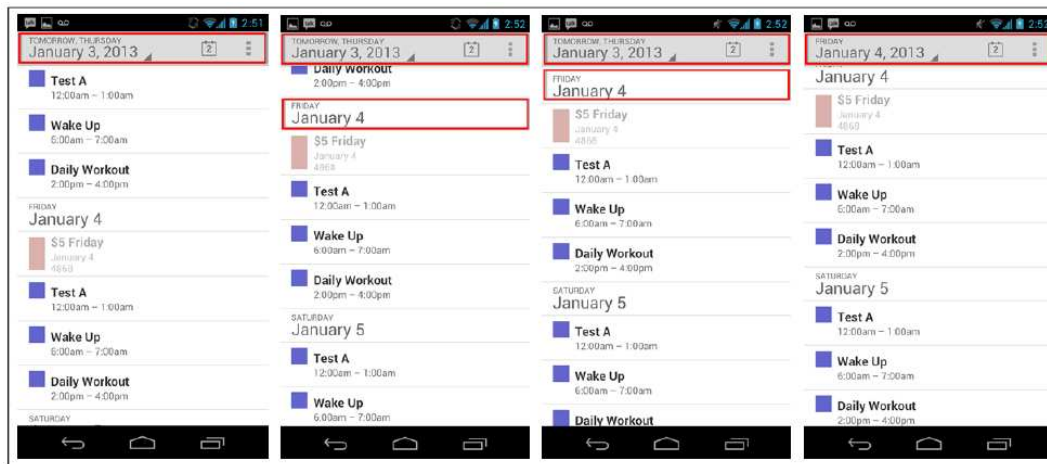 2:51
TOMORROW, THURSDAY
January 3, 2013
2
Test A
12:00am – 1:00am
Wake Up
6:00am – 7:00am
Daily Workout
2:00pm – 4:00pm
FRIDAY
January 4
$5 Friday
January 4
4868
Test A
12:00am – 1:00am
Wake Up
6:00am – 7:00am
Daily Workout
2:00pm – 4:00pm
SATURDAY
2:52
TOMORROW, THURSDAY
January 3, 2013
2
Daily Workout
2:00pm – 4:00pm
FRIDAY
January 4
$5 Friday
January 4
4868
Test A
12:00am – 1:00am
Wake Up
6:00am – 7:00am
Daily Workout
2:00pm – 4:00pm
SATURDAY
January 5
Test A
12:00am – 1:00am
Wake Up
6:00am – 7:00am
2:52
TOMORROW, THURSDAY
January 3, 2013
2
FRIDAY
January 4
$5 Friday
January 4
4868
Test A
12:00am – 1:00am
Wake Up
6:00am – 7:00am
Daily Workout
2:00pm – 4:00pm
SATURDAY
January 5
Test A
12:00am – 1:00am
Wake Up
6:00am – 7:00am
Daily Workout
2:52
FRIDAY
January 4, 2013
2
January 4
$5 Friday
January 4
4868
Test A
12:00am – 1:00am
Wake Up
6:00am – 7:00am
Daily Workout
2:00pm – 4:00pm
SATURDAY
January 5
Test A
12:00am – 1:00am
Wake Up
6:00am – 7:00am
Daily Workout
2:00pm – 4:00pm